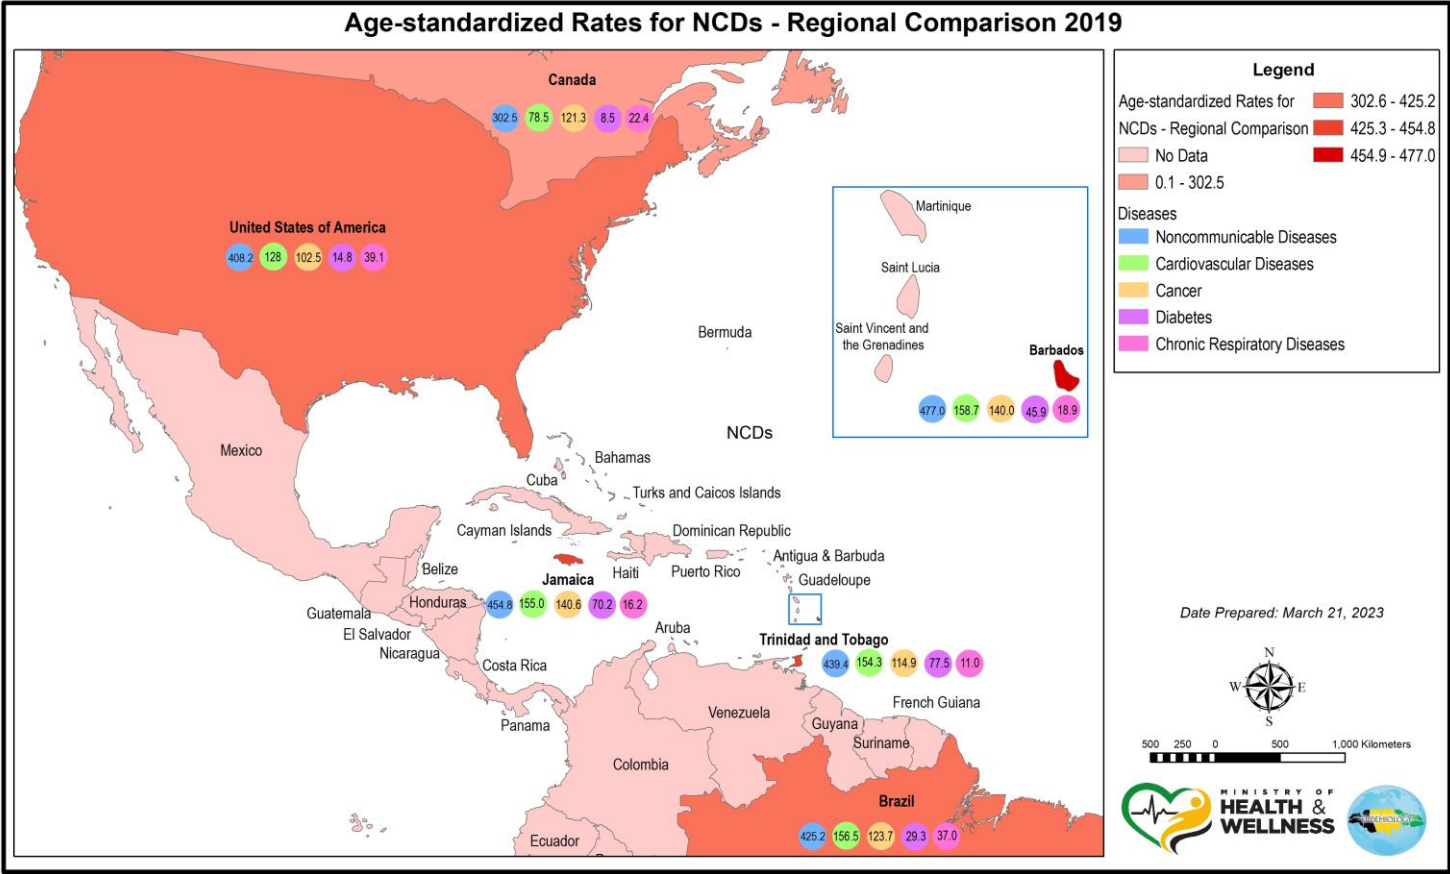 Age-standardized Rates for NCDs - Regional Comparison 2019
Canada
302.5 78.5 121.3 8.5 22.4
United States of America
408.2 128 102.5 14.8 39.1
Martinique
Saint Lucia
Saint Vincent and
the Grenadines
Barbados
477.0 158.7 140.0 45.9 18.9
Bermuda
NCDs
Mexico
Bahamas
Cuba
Turks and Caicos Islands
Cayman Islands
Dominican Republic
Antigua & Barbuda
Belize
Jamaica
Haiti
Puerto Rico
Guadeloupe
Guatemala
Honduras
454.8 155.0 140.6 70.2 16.2
El Salvador
Aruba
Nicaragua
Trinidad and Tobago
439.4 154.3 114.9 77.5 11.0
Costa Rica
French Guiana
Panama
Venezuela
Guyana
Suriname
Colombia
Brazil
425.2 156.5 123.7 29.3 37.0
Ecuador
Legend
Age-standardized Rates for
NCDs - Regional Comparison
No Data
0.1 - 302.5
302.6 - 425.2
425.3 - 454.8
454.9 - 477.0
Diseases
Noncommunicable Diseases
Cardiovascular Diseases
Cancer
Diabetes
Chronic Respiratory Diseases
Date Prepared: March 21, 2023
N
W E
S
500 250 0 500 1,000 Kilometers
MINISTRY OF
HEALTH &
WELLNESS